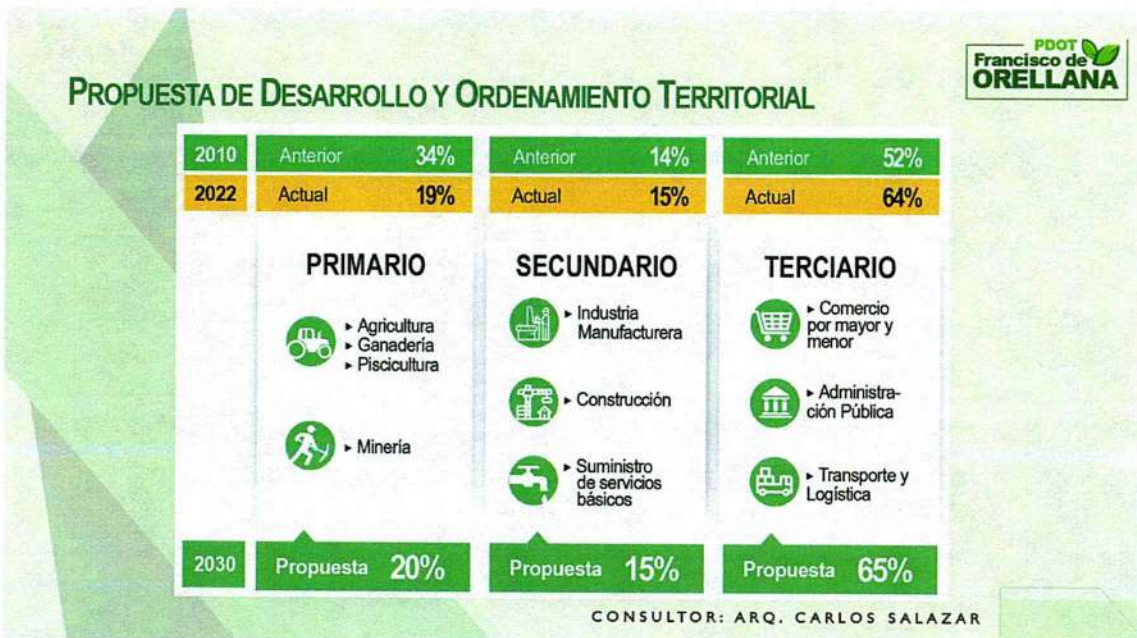 PDOT
Francisco de
ORELLANA
PROPUESTA DE DESARROLLO Y ORDENAMIENTO TERRITORIAL
2010 Anterior 34% Anterior 14% Anterior 52%
2022 Actual 19% Actual 15% Actual 64%
PRIMARIO
▸ Agricultura
▸ Ganadería
▸ Piscicultura
▸ Minería
SECUNDARIO
▸ Industria
Manufacturera
▸ Construcción
▸ Suministro
de servicios
básicos
TERCIARIO
▸ Comercio
por mayor y
menor
▸ Administra-
ción Pública
▸ Transporte y
Logística
2030 Propuesta 20% Propuesta 15% Propuesta 65%
CONSULTOR: ARQ. CARLOS SALAZAR